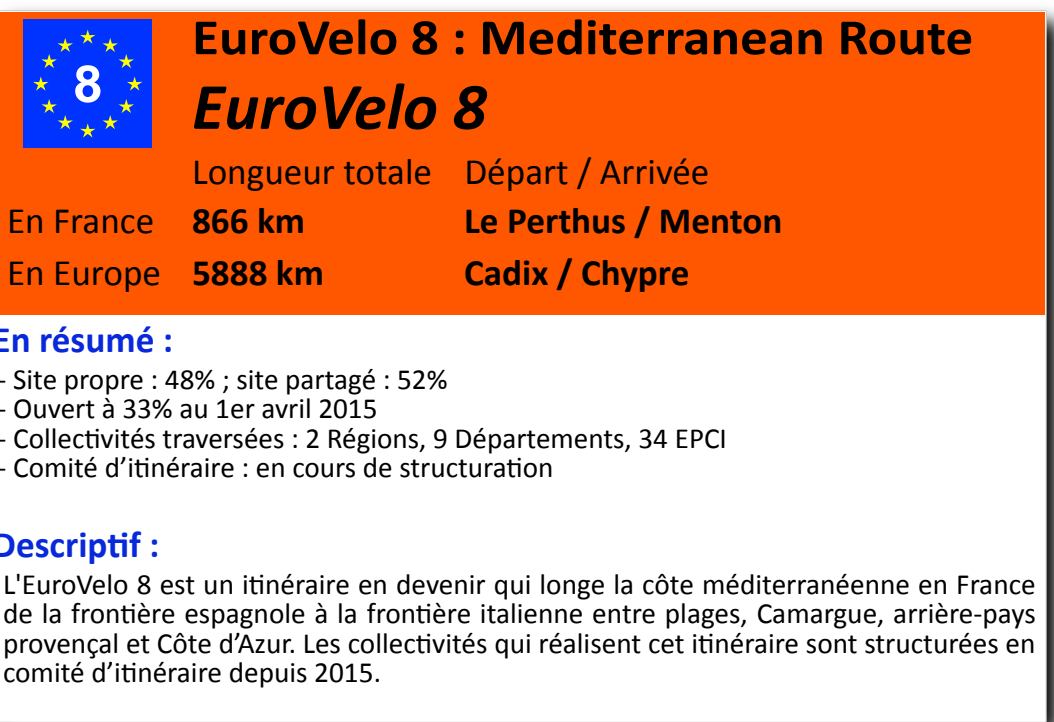 8
EuroVelo 8 : Mediterranean Route
EuroVelo 8
Longueur totale Départ / Arrivée
En France 866 km Le Perthus / Menton
En Europe 5888 km Cadix / Chypre
En résumé :
- Site propre : 48% ; site partagé : 52%
- Ouvert à 33% au 1er avril 2015
- Collectivités traversées : 2 Régions, 9 Départements, 34 EPCI
- Comité d'itinéraire : en cours de structuration
Descriptif :
L'EuroVelo 8 est un itinéraire en devenir qui longe la côte méditerranéenne en France
de la frontière espagnole à la frontière italienne entre plages, Camargue, arrière-pays
provençal et Côte d'Azur. Les collectivités qui réalisent cet itinéraire sont structurées en
comité d'itinéraire depuis 2015.